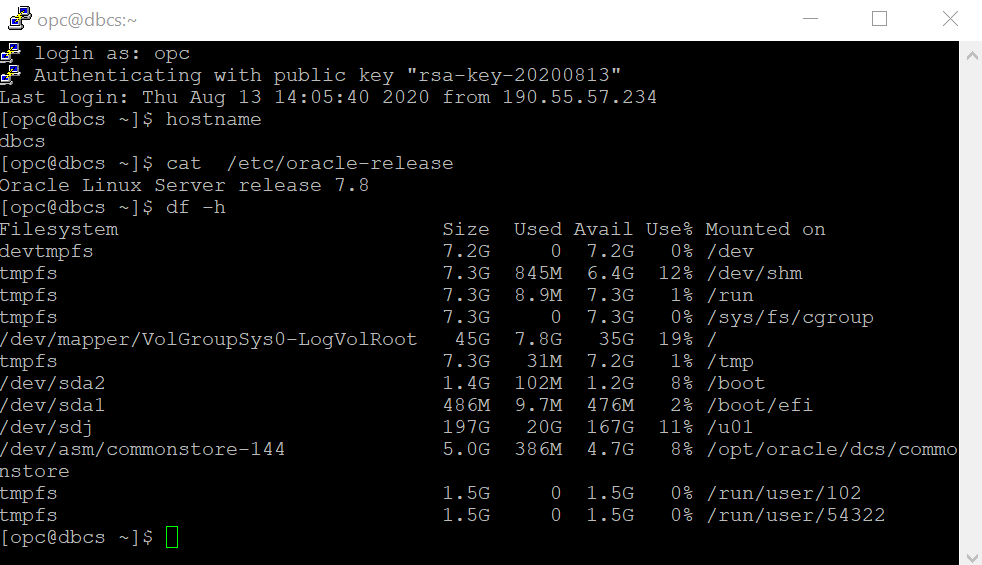 opc@dbcs:~
login as: opc
Authenticating with public key "rsa-key-20200813"
Last login: Thu Aug 13 14:05:40 2020 from 190.55.57.234
[opc@dbcs ~]$ hostname
dbcs
[opc@dbcs ~]$ cat  /etc/oracle-release
Oracle Linux Server release 7.8
[opc@dbcs ~]$ df -h
Filesystem                           Size  Used Avail Use% Mounted on
devtmpfs                             7.2G     0  7.2G   0% /dev
tmpfs                                7.3G  845M  6.4G  12% /dev/shm
tmpfs                                7.3G  8.9M  7.3G   1% /run
tmpfs                                7.3G     0  7.3G   0% /sys/fs/cgroup
/dev/mapper/VolGroupSys0-LogVolRoot   45G  7.8G   35G  19% /
tmpfs                                7.3G   31M  7.2G   1% /tmp
/dev/sda2                            1.4G  102M  1.2G   8% /boot
/dev/sda1                            486M  9.7M  476M   2% /boot/efi
/dev/sdj                             197G   20G  167G  11% /u01
/dev/asm/commonstore-144             5.0G  386M  4.7G   8% /opt/oracle/dcs/commo
nstore
tmpfs                                1.5G     0  1.5G   0% /run/user/102
tmpfs                                1.5G     0  1.5G   0% /run/user/54322
[opc@dbcs ~]$